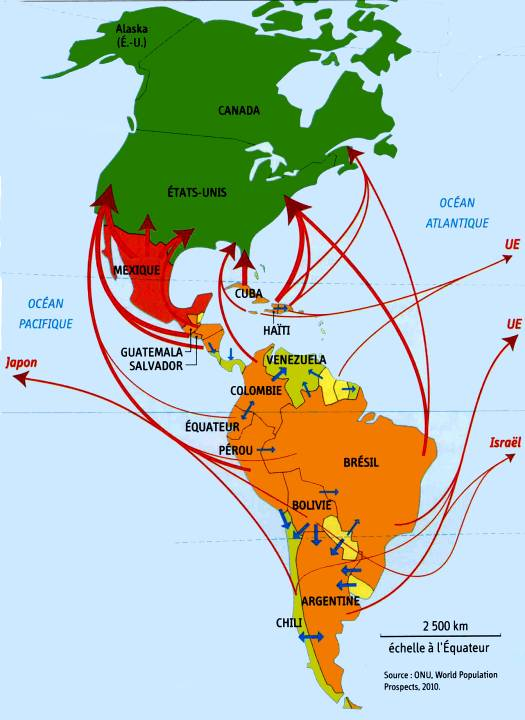 Alaska
(É.-U.)
CANADA
ÉTATS-UNIS
OCÉAN
ATLANTIQUE
UE
MEXIQUE
CUBA
OCÉAN
PACIFIQUE
UE
HAÏTI
GUATEMALA
SALVADOR
VENEZUELA
Japon
COLOMBIE
ÉQUATEUR
Israël
PÉROU
BRÉSIL
BOLIVIE
ARGENTINE
CHILI
2 500 km
échelle à l'Équateur
Source : ONU, World Population
Prospects, 2010.